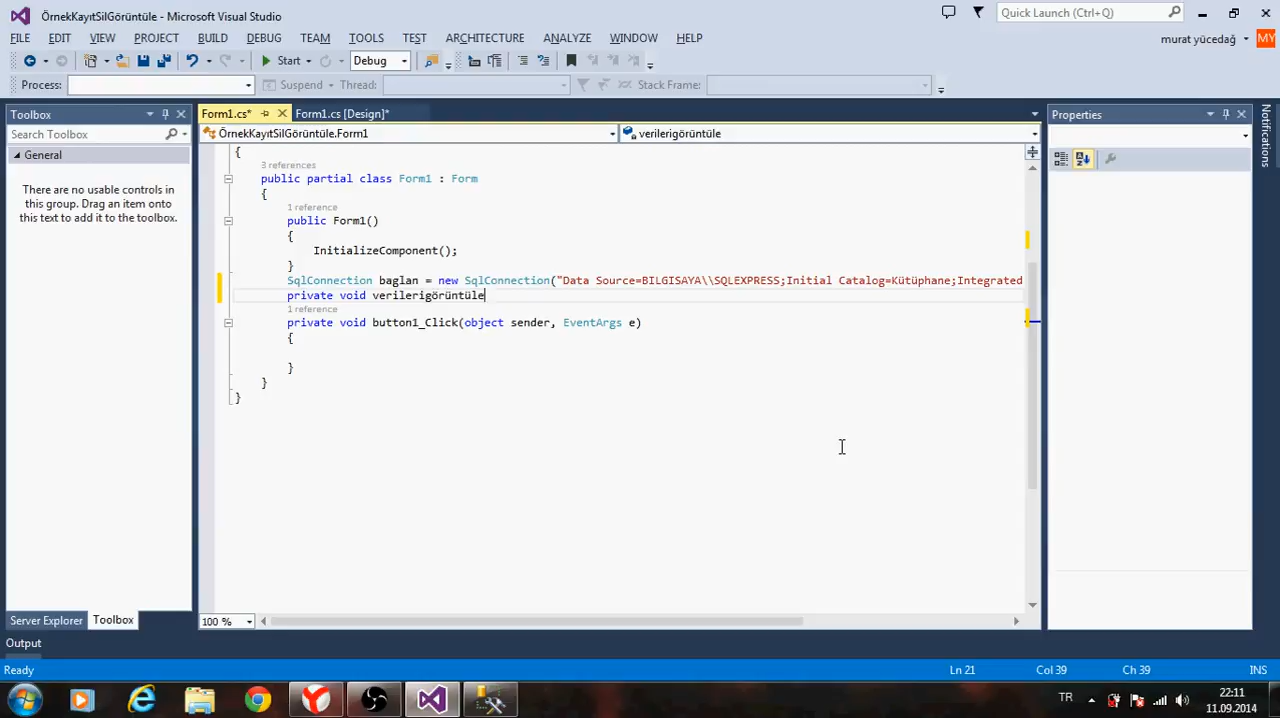 ÖrnekKayıtSilGörüntüle - Microsoft Visual Studio
Quick Launch (Ctrl+Q)
FILE EDIT VIEW PROJECT BUILD DEBUG TEAM TOOLS TEST ARCHITECTURE ANALYZE WINDOW HELP
murat yücedağ
MY
Start Debug
Process: Suspend Thread: Stack Frame:
Toolbox
Form1.cs* Form1.cs [Design]*
Properties
Notifications
Search Toolbox
ÖrnekKayıtSilGörüntüle.Form1
verilerigörüntüle
General
There are no usable controls in
this group. Drag an item onto
this text to add it to the toolbox.
{
3 references
public partial class Form1 : Form
{
1 reference
public Form1()
{
InitializeComponent();
}
SqlConnection baglan = new SqlConnection("Data Source=BILGISAYA\\SQLEXPRESS;Initial Catalog=Kütüphane;Integrated
private void verilerigörüntüle
1 reference
private void button1_Click(object sender, EventArgs e)
{
}
}
}
100 %
Server Explorer Toolbox
Output
Ready
Ln 21 Col 39 Ch 39 INS
TR
22:11
11.09.2014